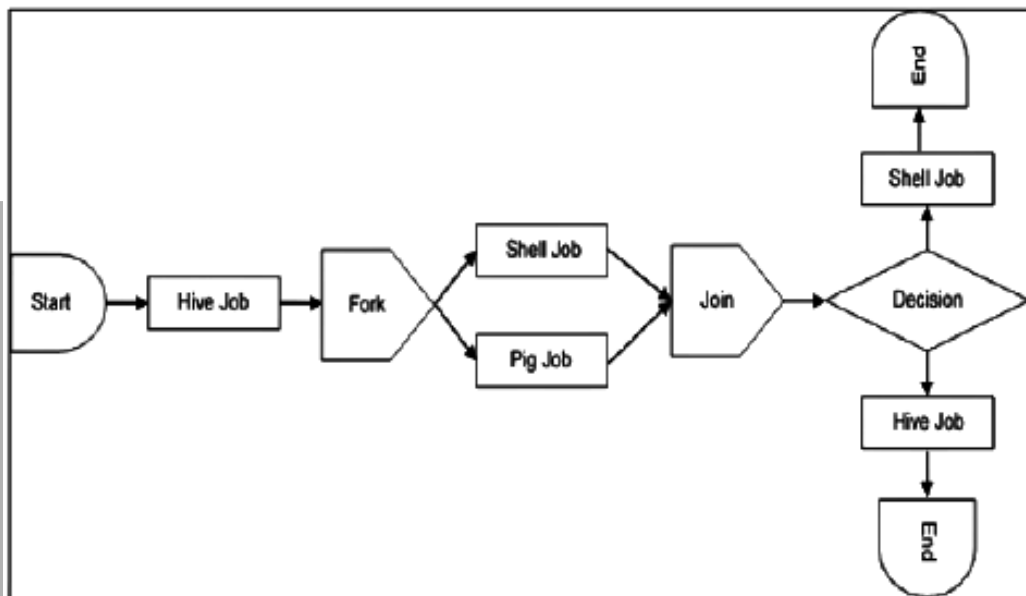 End
Shell Job
Shell Job
Start
Hive Job
Fork
Join
Decision
Pig Job
Hive Job
End